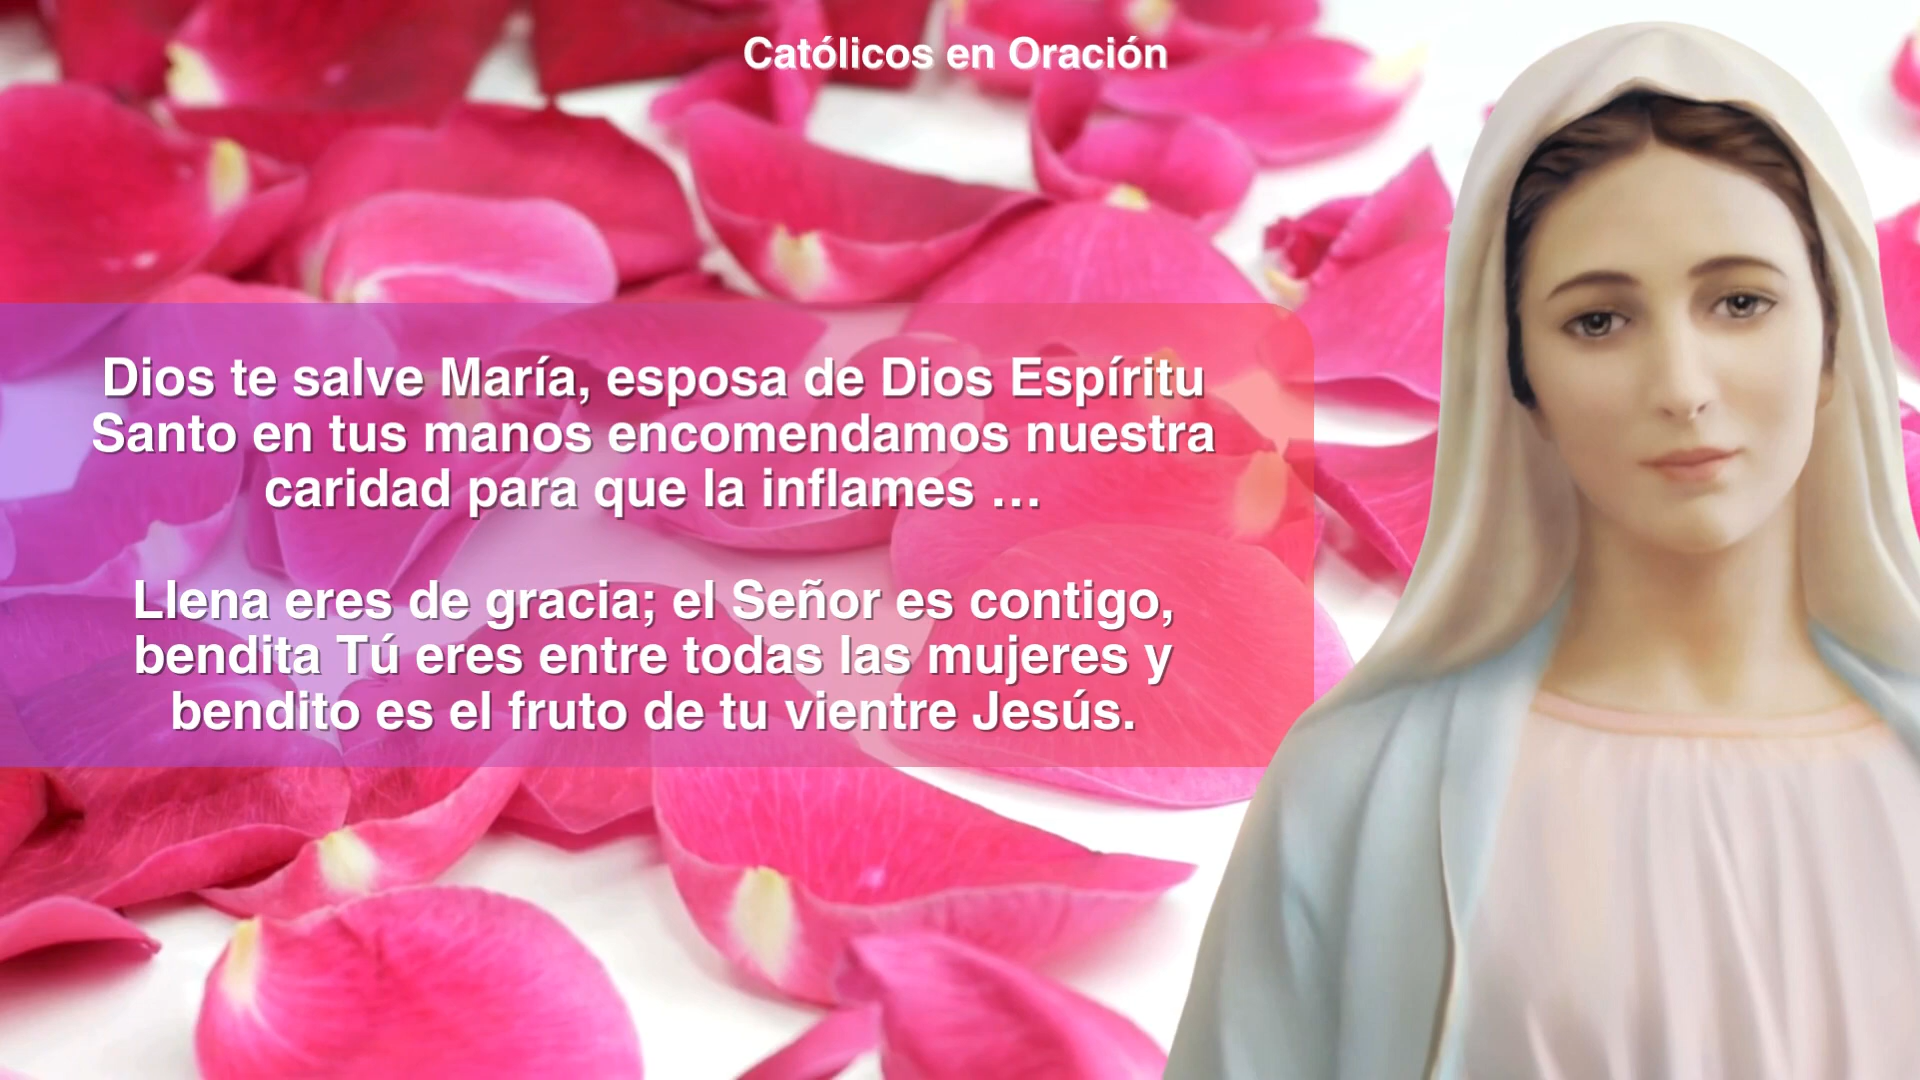 Católicos en Oración
Dios te salve María, esposa de Dios Espíritu
Santo en tus manos encomendamos nuestra
caridad para que la inflames …
Llena eres de gracia; el Señor es contigo,
bendita Tú eres entre todas las mujeres y
bendito es el fruto de tu vientre Jesús.